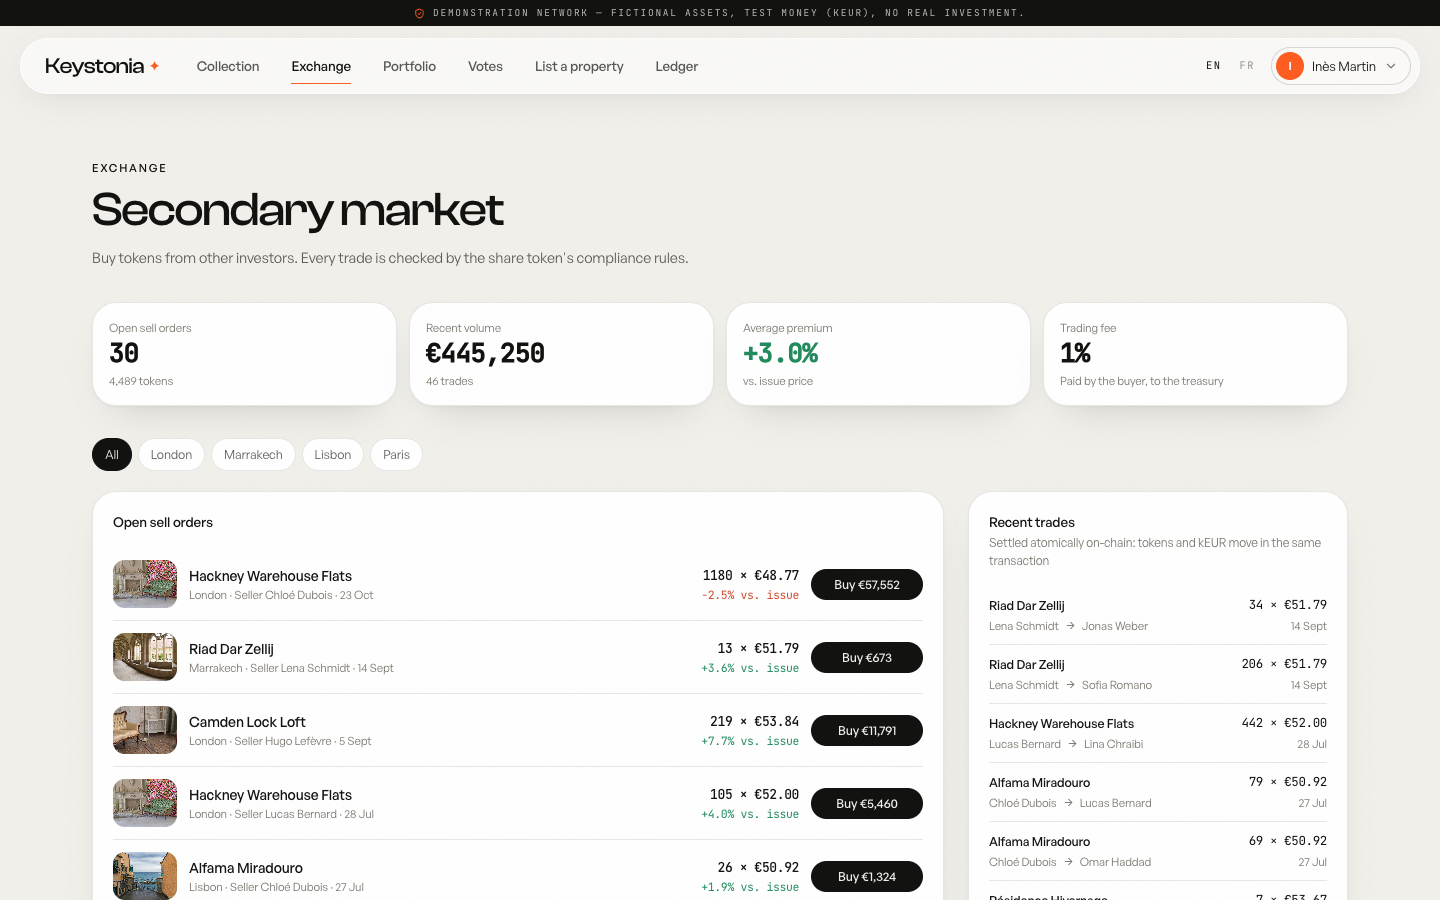 DEMONSTRATION NETWORK — FICTIONAL ASSETS, TEST MONEY (KEUR), NO REAL INVESTMENT.
Keystonia
Collection
Exchange
Portfolio
Votes
List a property
Ledger
EN
FR
I
Inès Martin
EXCHANGE
Secondary market
Buy tokens from other investors. Every trade is checked by the share token's compliance rules.
Open sell orders
30
4,489 tokens
Recent volume
€445,250
46 trades
Average premium
+3.0%
vs. issue price
Trading fee
1%
Paid by the buyer, to the treasury
All
London
Marrakech
Lisbon
Paris
Open sell orders
Hackney Warehouse Flats
London · Seller Chloé Dubois · 23 Oct
1180 × €48.77
-2.5% vs. issue
Buy €57,552
Riad Dar Zellij
Marrakech · Seller Lena Schmidt · 14 Sept
13 × €51.79
+3.6% vs. issue
Buy €673
Camden Lock Loft
London · Seller Hugo Lefèvre · 5 Sept
219 × €53.84
+7.7% vs. issue
Buy €11,791
Hackney Warehouse Flats
London · Seller Lucas Bernard · 28 Jul
105 × €52.00
+4.0% vs. issue
Buy €5,460
Alfama Miradouro
Lisbon · Seller Chloé Dubois · 27 Jul
26 × €50.92
+1.9% vs. issue
Buy €1,324
Recent trades
Settled atomically on-chain: tokens and kEUR move in the same
transaction
Riad Dar Zellij
34 × €51.79
Lena Schmidt → Jonas Weber
14 Sept
Riad Dar Zellij
206 × €51.79
Lena Schmidt → Sofia Romano
14 Sept
Hackney Warehouse Flats
442 × €52.00
Lucas Bernard → Lina Chraibi
28 Jul
Alfama Miradouro
79 × €50.92
Chloé Dubois → Lucas Bernard
27 Jul
Alfama Miradouro
69 × €50.92
Chloé Dubois → Omar Haddad
27 Jul
Résidence Hivernage
7 × €53.67